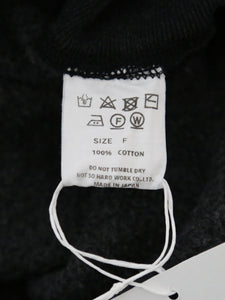 F W
SIZE F
100% COTTON
DO NOT TUMBLE DRY
NOT SO HARD WORK CO.LTD.
MADE IN JAPAN